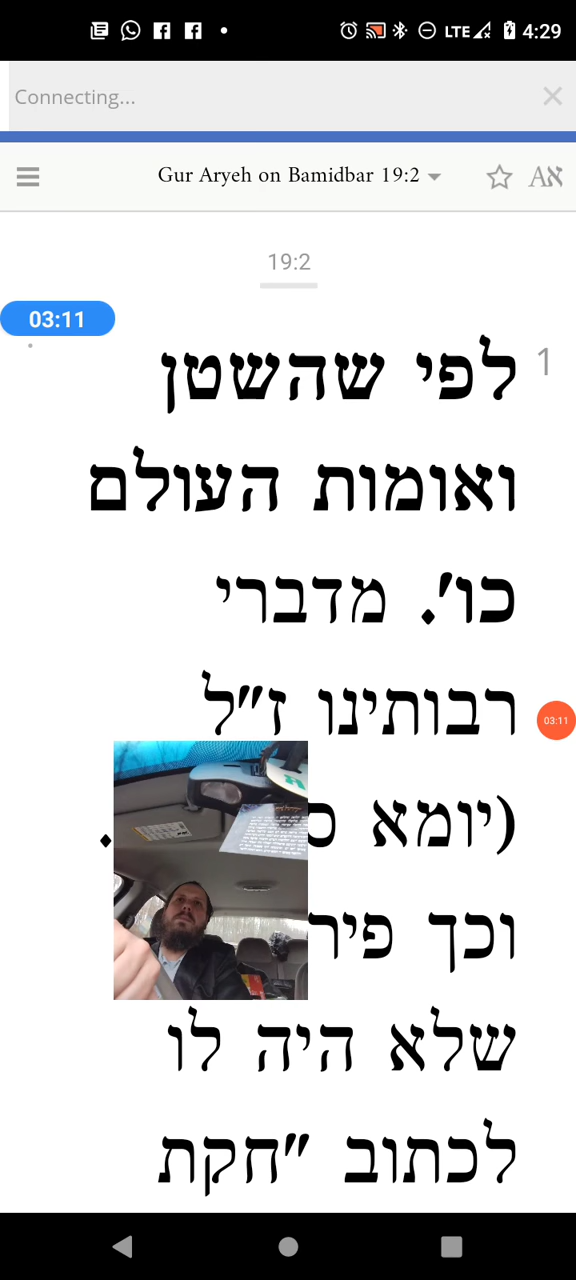 LTE 4:29
Connecting...
Gur Aryeh on Bamidbar 19:2
Aא
19:2
03:11
1
לפי שהשטן
ואומות העולם
כו'. מדברי
רבותינו ז"ל
03:11
(יומא
וכך פיר
שלא היה לו
לכתוב "חקת